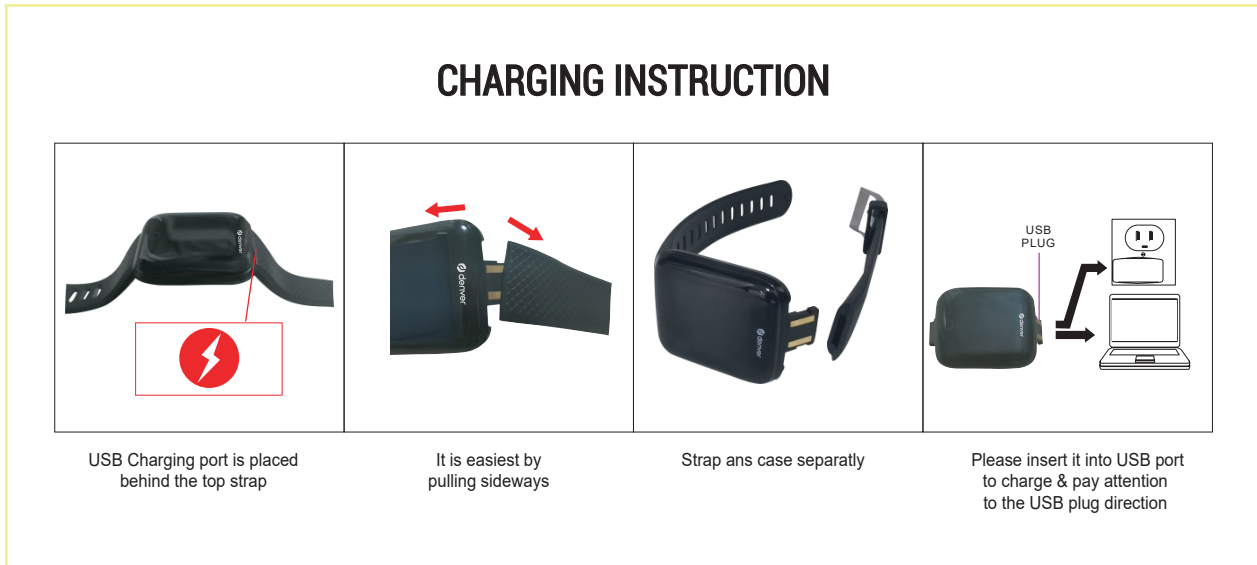 CHARGING INSTRUCTION
denver
denver
denver
USB
PLUG
denver
USB Charging port is placed
behind the top strap
It is easiest by
pulling sideways
Strap ans case separatly
Please insert it into USB port
to charge & pay attention
to the USB plug direction